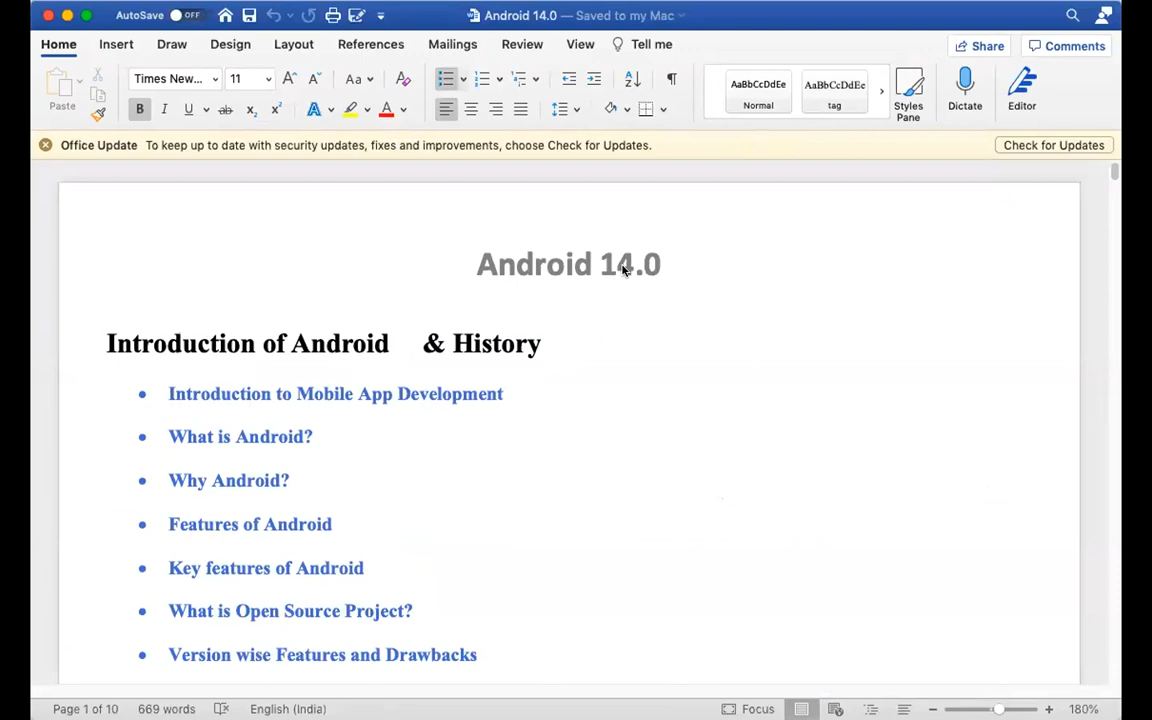 AutoSave OFF Android 14.0 — Saved to my Mac
Home Insert Draw Design Layout References Mailings Review View Tell me Share Comments
Paste Times New... 11 A A Aa A AaBbCcDdEe Normal AaBbCcDdEe tag Styles Pane Dictate Editor
B I U ab x₂ x² A A
Office Update To keep up to date with security updates, fixes and improvements, choose Check for Updates. Check for Updates
Android 14.0
Introduction of Android & History
• Introduction to Mobile App Development
• What is Android?
• Why Android?
• Features of Android
• Key features of Android
• What is Open Source Project?
• Version wise Features and Drawbacks
Page 1 of 10 669 words English (India) Focus 180%